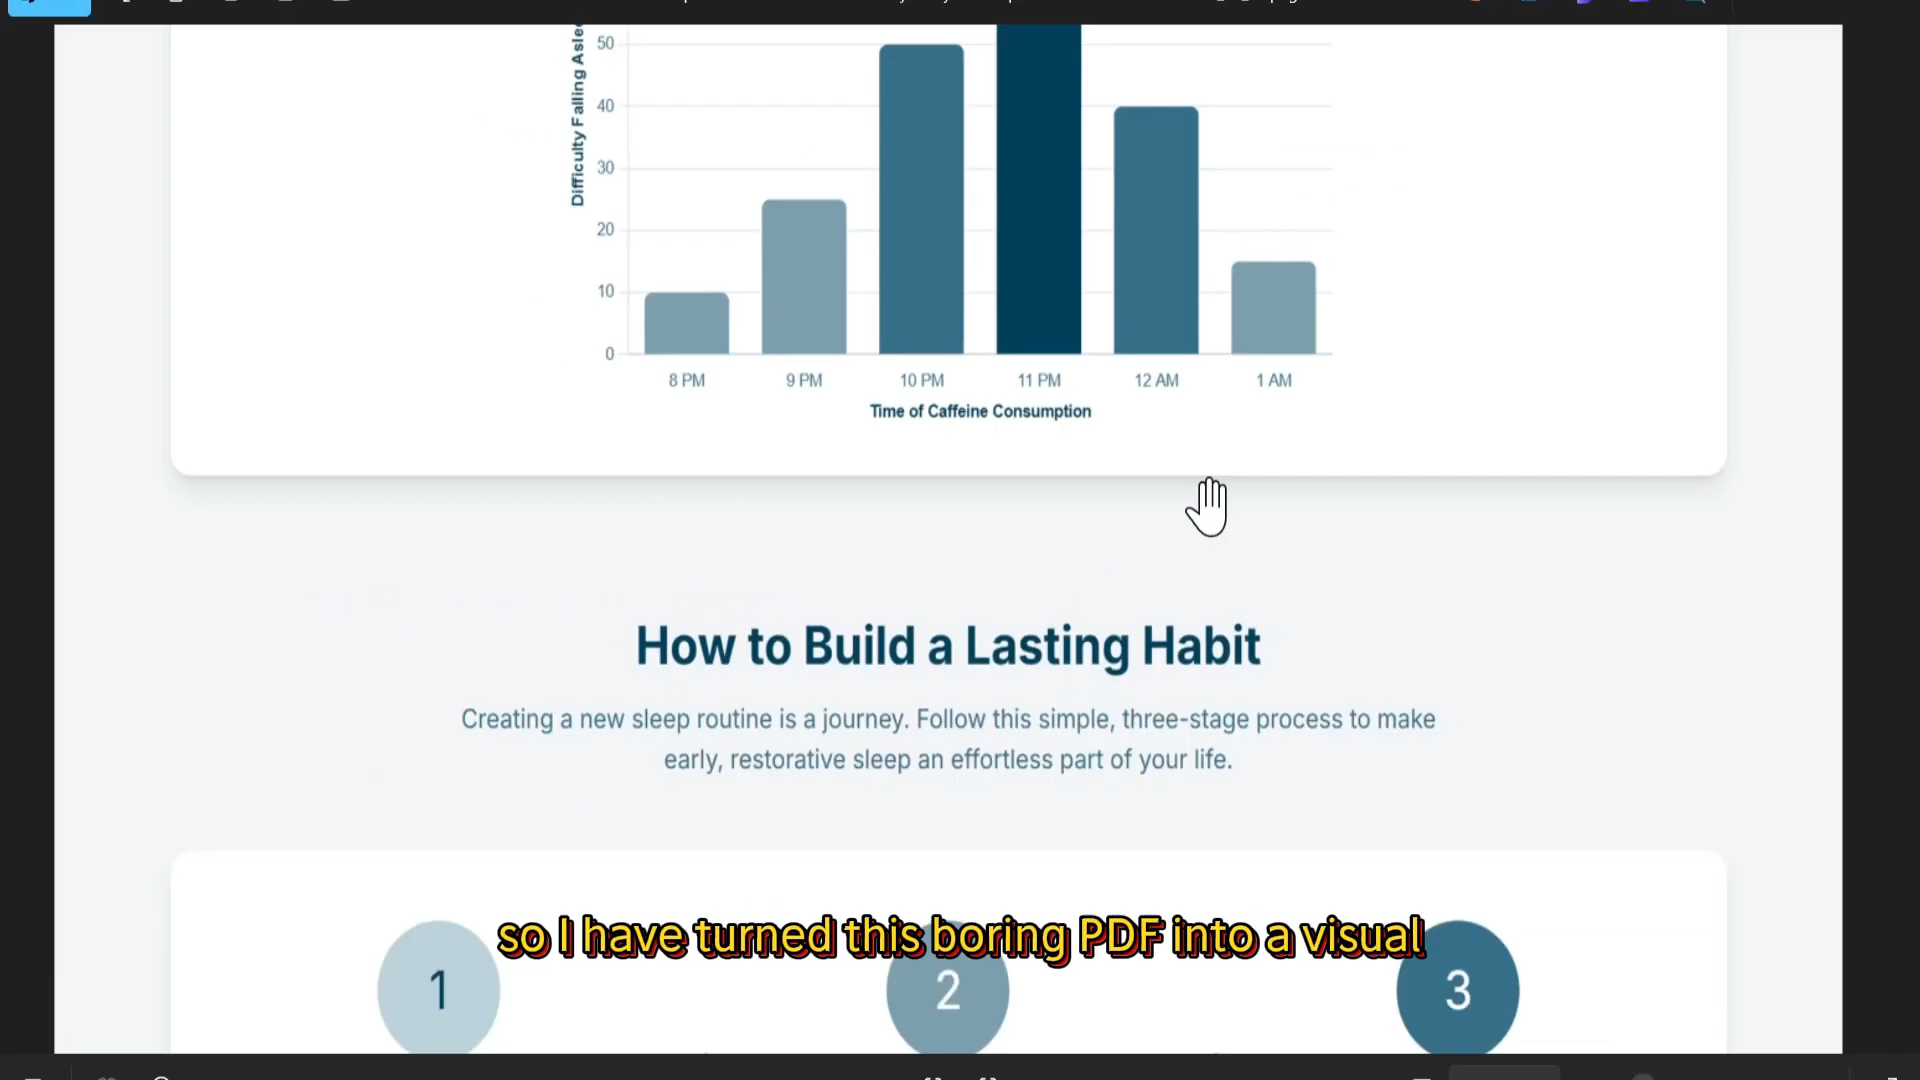 50
40
30
20
10
0
Difficulty Falling
8 PM 9 PM 10 PM 11 PM 12 AM 1 AM
Time of Caffeine Consumption
How to Build a Lasting Habit
Creating a new sleep routine is a journey. Follow this simple, three-stage process to make
early, restorative sleep an effortless part of your life.
so I have turned this boring PDF into a visual
1 2 3